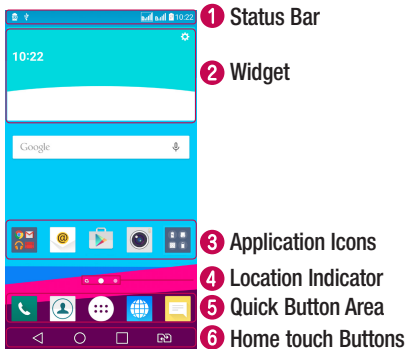 10:22
1 Status Bar
10:22
2 Widget
Google
@
3 Application Icons
4 Location Indicator
5 Quick Button Area
6 Home touch Buttons